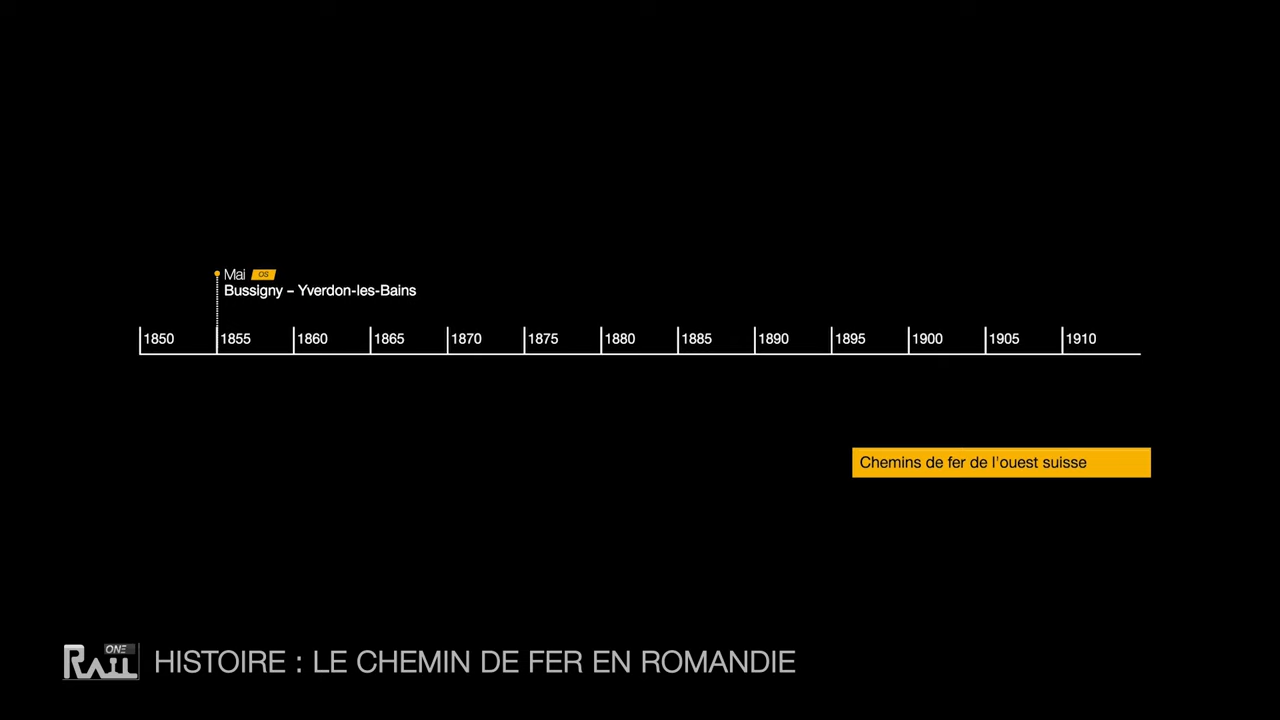 Mai OS
Bussigny – Yverdon-les-Bains
1850 1855 1860 1865 1870 1875 1880 1885 1890 1895 1900 1905 1910
Chemins de fer de l'ouest suisse
RAIL ONE HISTOIRE : LE CHEMIN DE FER EN ROMANDIE